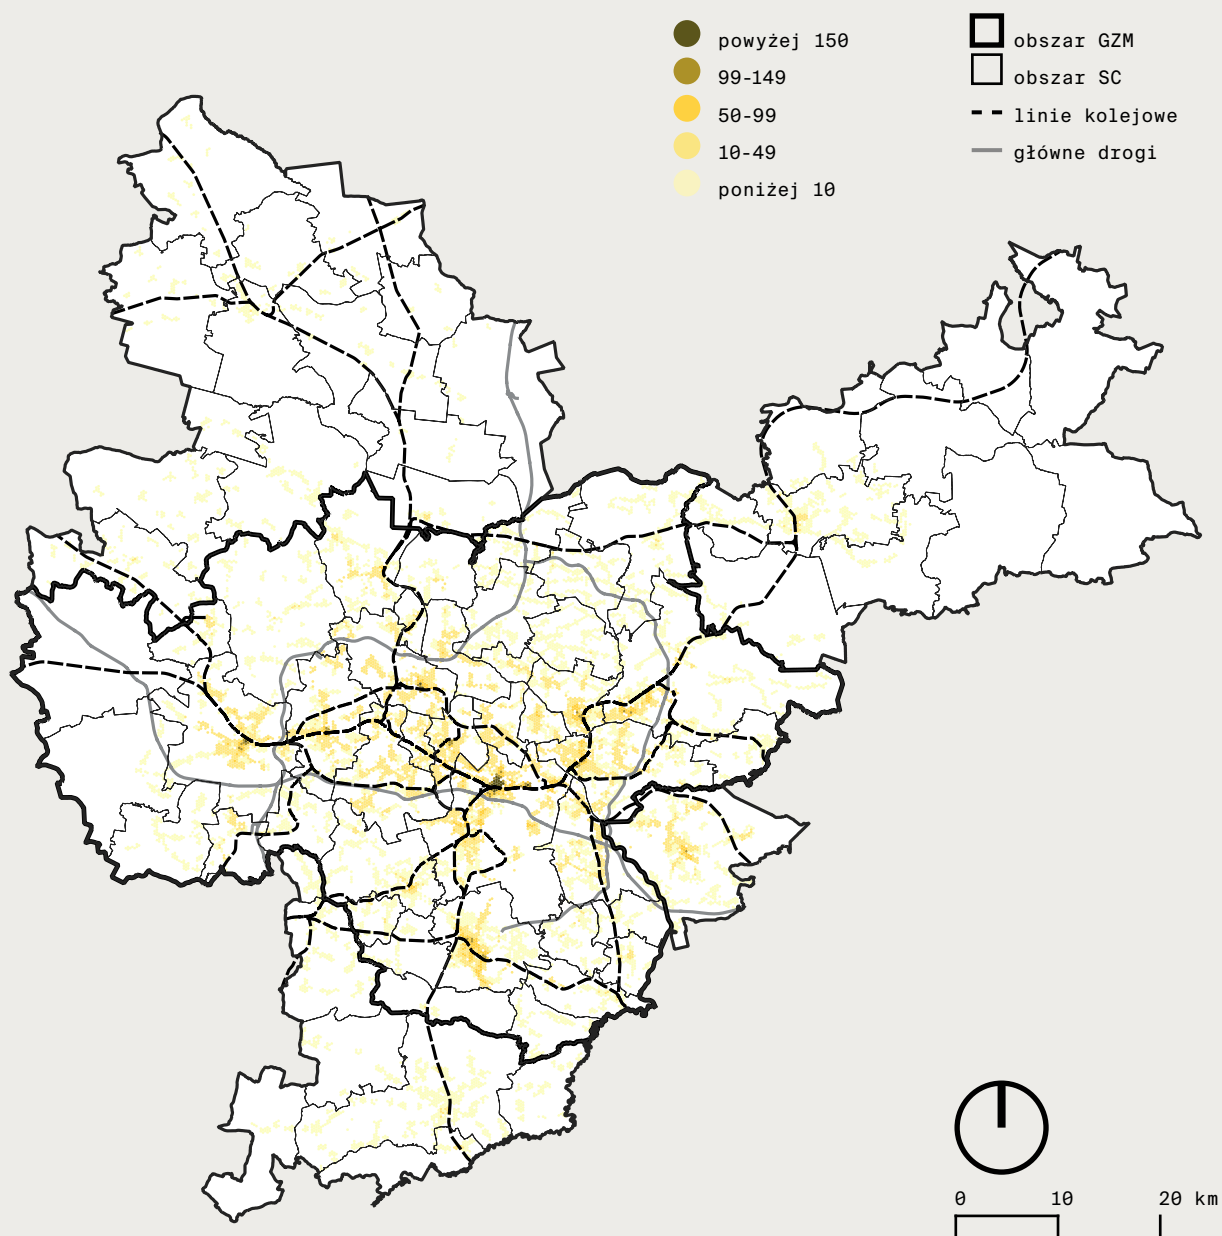 powyżej 150
99-149
50-99
10-49
poniżej 10
obszar GZM
obszar SC
linie kolejowe
główne drogi
0 10 20 km